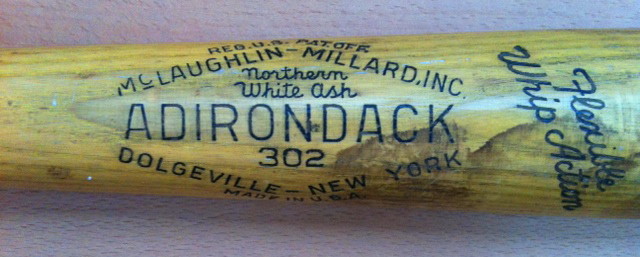 REG. U.S. PAT. OFF.
McLAUGHLIN-MILLARD, INC.
Northern
White Ash
ADIRONDACK
302
DOLGEVILLE-NEW YORK
MADE IN U.S.A.
Flexible
Whip Action